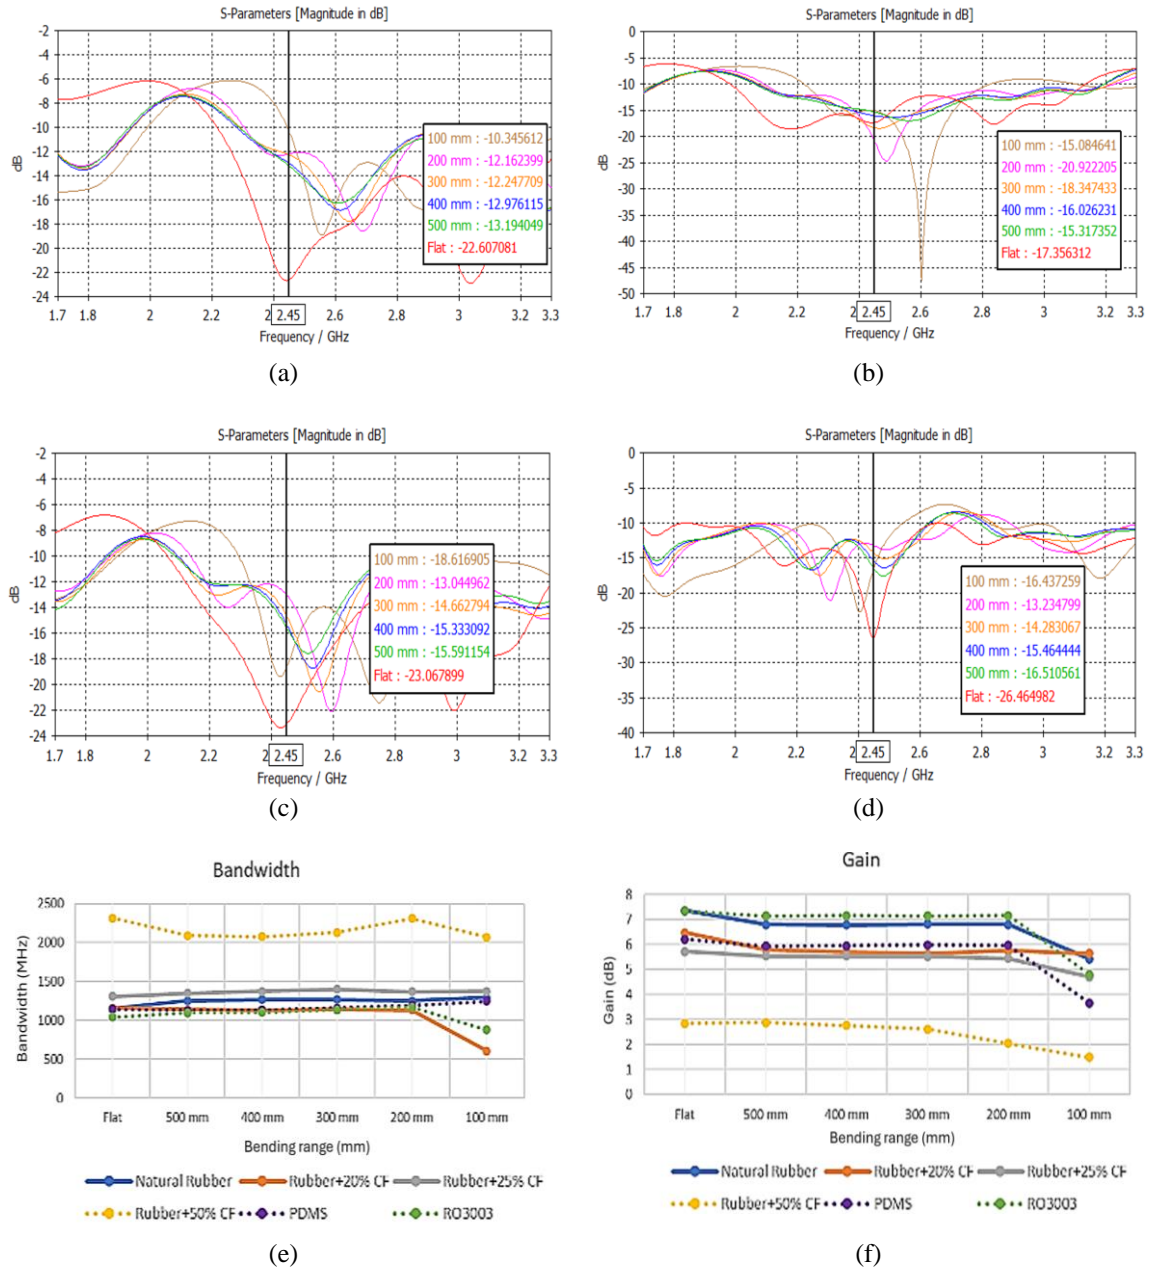 S-Parameters [Magnitude in dB]
-2
-4
-6
-8
-10
-12
-14
-16
-18
-20
-22
-24
dB
100 mm : -10.345612
200 mm : -12.162399
300 mm : -12.247709
400 mm : -12.976115
500 mm : -13.194049
Flat : -22.607081
1.7 1.8 2 2.2 2.45 2.6 2.8 3 3.2 3.3
Frequency / GHz
(a)
S-Parameters [Magnitude in dB]
0
-5
-10
-15
-20
-25
-30
-35
-40
-45
-50
dB
100 mm : -15.084641
200 mm : -20.922205
300 mm : -18.347433
400 mm : -16.026231
500 mm : -15.317352
Flat : -17.356312
1.7 1.8 2 2.2 2.45 2.6 2.8 3 3.2 3.3
Frequency / GHz
(b)
S-Parameters [Magnitude in dB]
-2
-4
-6
-8
-10
-12
-14
-16
-18
-20
-22
-24
dB
100 mm : -18.616905
200 mm : -13.044962
300 mm : -14.662794
400 mm : -15.333092
500 mm : -15.591154
Flat : -23.067899
1.7 2 2.2 2.45 2.6 2.8 3 3.3
Frequency / GHz
(c)
S-Parameters [Magnitude in dB]
0
-5
-10
-15
-20
-25
-30
-35
-40
dB
100 mm : -16.437259
200 mm : -13.234799
300 mm : -14.283067
400 mm : -15.464444
500 mm : -16.510561
Flat : -26.464982
1.7 2 2.2 2.45 2.6 2.8 3 3.3
Frequency / GHz
(d)
Bandwidth
2500
2000
1500
1000
500
0
Bandwidth (MHz)
Flat 500 mm 400 mm 300 mm 200 mm 100 mm
Bending range (mm)
Natural Rubber Rubber+20% CF Rubber+25% CF
Rubber+50% CF PDMS RO3003
(e)
Gain
8
7
6
5
4
3
2
1
0
Gain (dB)
Flat 500 mm 400 mm 300 mm 200 mm 100 mm
Bending range (mm)
Natural Rubber Rubber+20% CF Rubber+25% CF
Rubber+50% CF PDMS RO3003
(f)